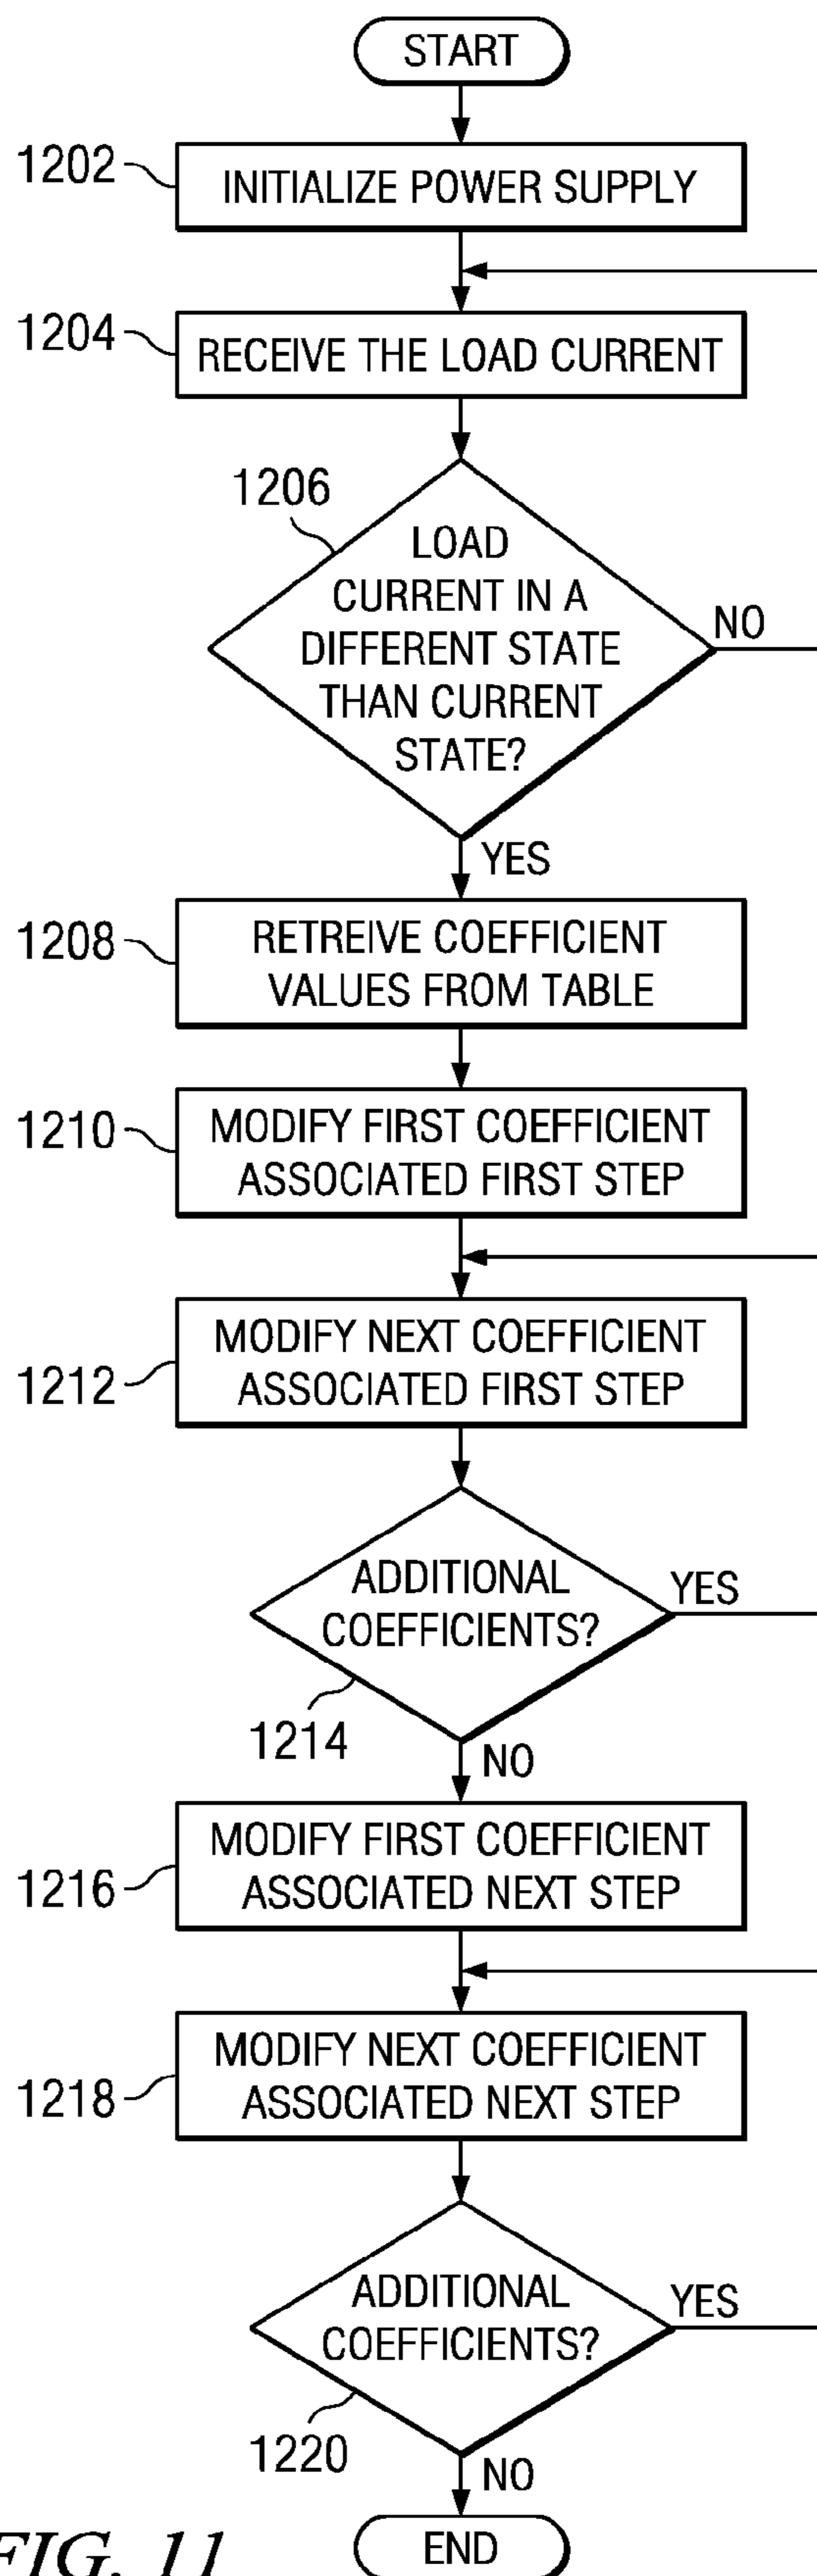 START
1202
INITIALIZE POWER SUPPLY
1204
RECEIVE THE LOAD CURRENT
1206
LOAD
CURRENT IN A
DIFFERENT STATE
THAN CURRENT
STATE?
NO
YES
1208
RETREIVE COEFFICIENT
VALUES FROM TABLE
1210
MODIFY FIRST COEFFICIENT
ASSOCIATED FIRST STEP
1212
MODIFY NEXT COEFFICIENT
ASSOCIATED FIRST STEP
ADDITIONAL
COEFFICIENTS?
YES
1214
NO
1216
MODIFY FIRST COEFFICIENT
ASSOCIATED NEXT STEP
1218
MODIFY NEXT COEFFICIENT
ASSOCIATED NEXT STEP
ADDITIONAL
COEFFICIENTS?
YES
1220
NO
END
FIG. 11